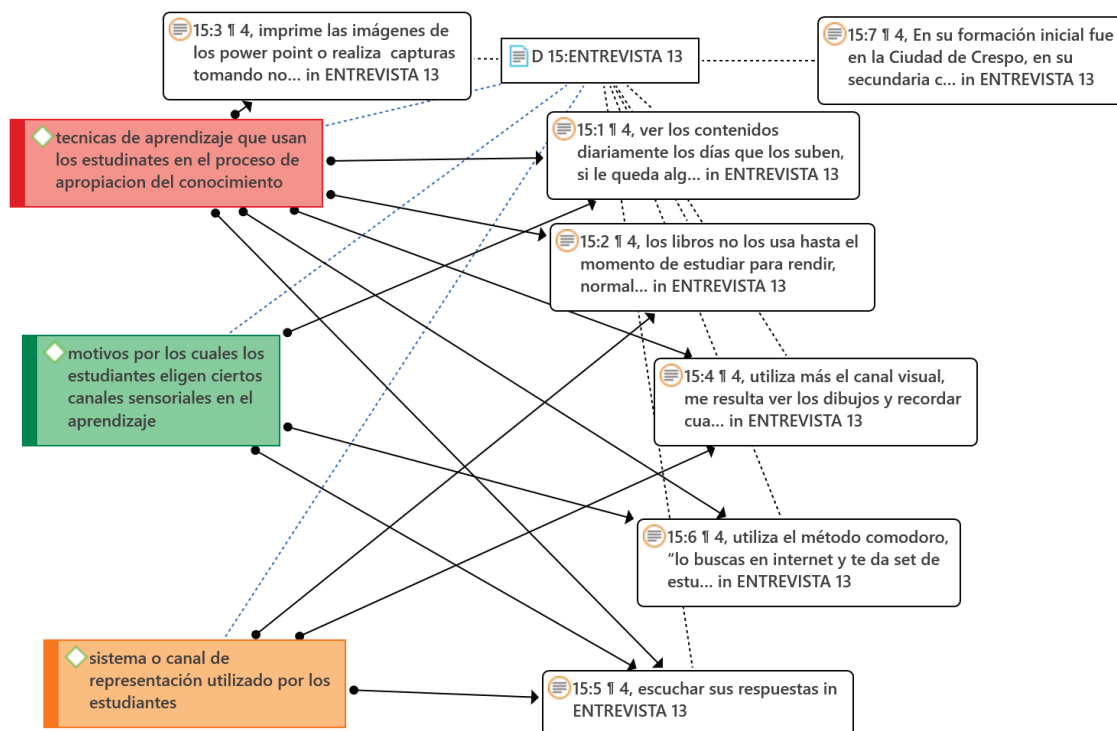 15:3 ¶ 4, imprime las imágenes de
los power point o realiza capturas
tomando no... in ENTREVISTA 13
D 15:ENTREVISTA 13
15:7 ¶ 4, En su formación inicial fue
en la Ciudad de Crespo, en su
secundaria c... in ENTREVISTA 13
tecnicas de aprendizaje que usan
los estudinates en el proceso de
apropiacion del conocimiento
15:1 ¶ 4, ver los contenidos
diariamente los días que los suben,
si le queda alg... in ENTREVISTA 13
15:2 ¶ 4, los libros no los usa hasta el
momento de estudiar para rendir,
normal... in ENTREVISTA 13
motivos por los cuales los
estudiantes eligen ciertos
canales sensoriales en el
aprendizaje
15:4 ¶ 4, utiliza más el canal visual,
me resulta ver los dibujos y recordar
cua... in ENTREVISTA 13
15:6 ¶ 4, utiliza el método comodoro,
“lo buscas en internet y te da set de
estu... in ENTREVISTA 13
sistema o canal de
representación utilizado por los
estudiantes
15:5 ¶ 4, escuchar sus respuestas in
ENTREVISTA 13